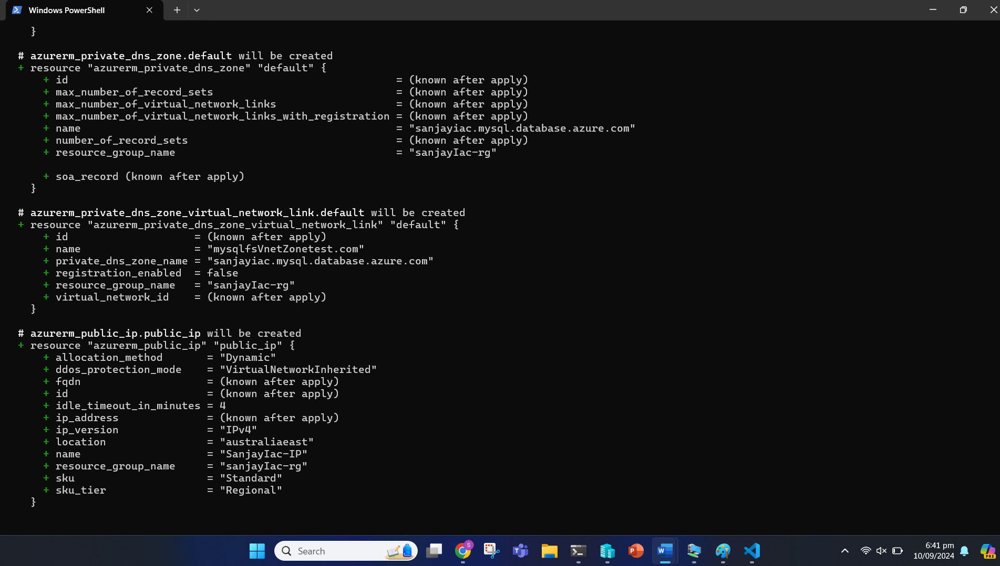 Windows PowerShell
}
# azurerm_private_dns_zone.default will be created
+ resource "azurerm_private_dns_zone" "default" {
+ id = (known after apply)
+ max_number_of_record_sets = (known after apply)
+ max_number_of_virtual_network_links = (known after apply)
+ max_number_of_virtual_network_links_with_registration = (known after apply)
+ name = "sanjayiac.mysql.database.azure.com"
+ number_of_record_sets = (known after apply)
+ resource_group_name = "sanjayIac-rg"
+ soa_record (known after apply)
}
# azurerm_private_dns_zone_virtual_network_link.default will be created
+ resource "azurerm_private_dns_zone_virtual_network_link" "default" {
+ id = (known after apply)
+ name = "mysqlfsVnetZonetest.com"
+ private_dns_zone_name = "sanjayiac.mysql.database.azure.com"
+ registration_enabled = false
+ resource_group_name = "sanjayIac-rg"
+ virtual_network_id = (known after apply)
}
# azurerm_public_ip.public_ip will be created
+ resource "azurerm_public_ip" "public_ip" {
+ allocation_method = "Dynamic"
+ ddos_protection_mode = "VirtualNetworkInherited"
+ fqdn = (known after apply)
+ id = (known after apply)
+ idle_timeout_in_minutes = 4
+ ip_address = (known after apply)
+ ip_version = "IPv4"
+ location = "australiaeast"
+ name = "SanjayIac-IP"
+ resource_group_name = "sanjayIac-rg"
+ sku = "Standard"
+ sku_tier = "Regional"
}
Search
S
T
P
W
6:41 pm
10/09/2024
PRE